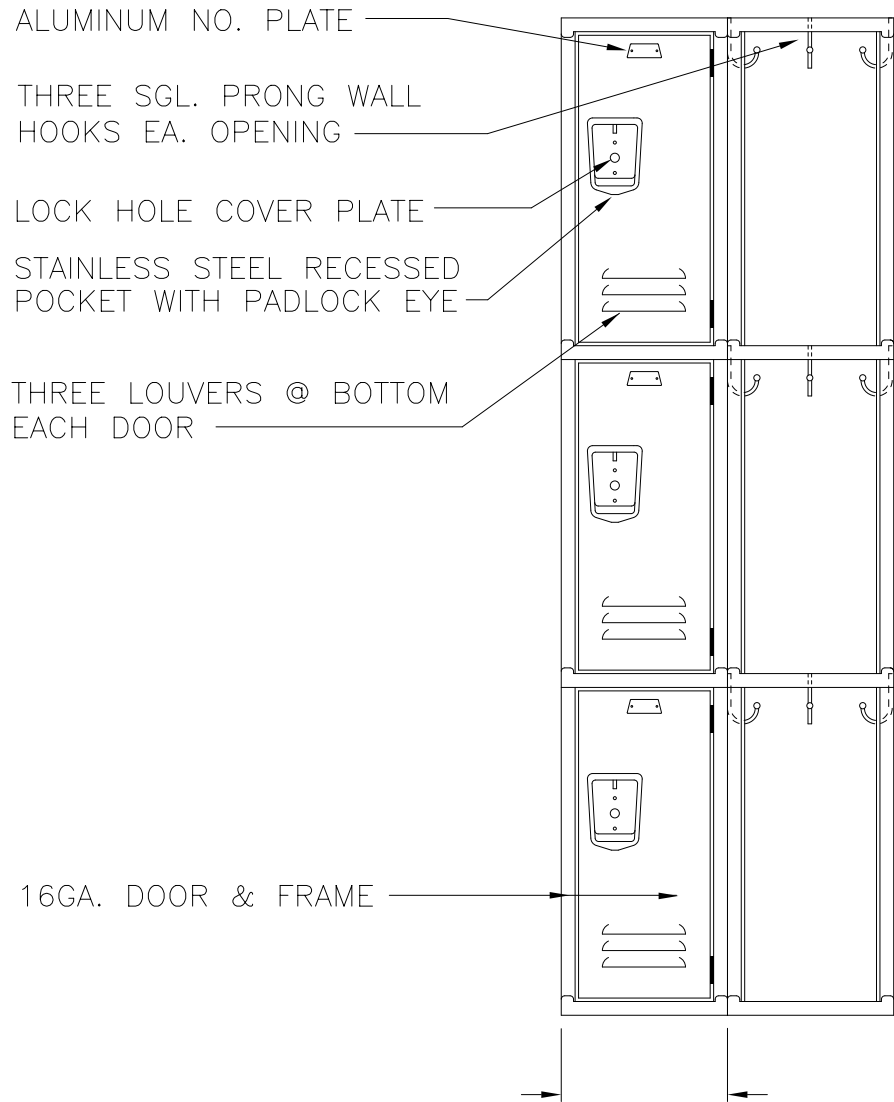 ALUMINUM NO. PLATE
THREE SGL. PRONG WALL
HOOKS EA. OPENING
LOCK HOLE COVER PLATE
STAINLESS STEEL RECESSED
POCKET WITH PADLOCK EYE
THREE LOUVERS @ BOTTOM
EACH DOOR
16GA. DOOR & FRAME